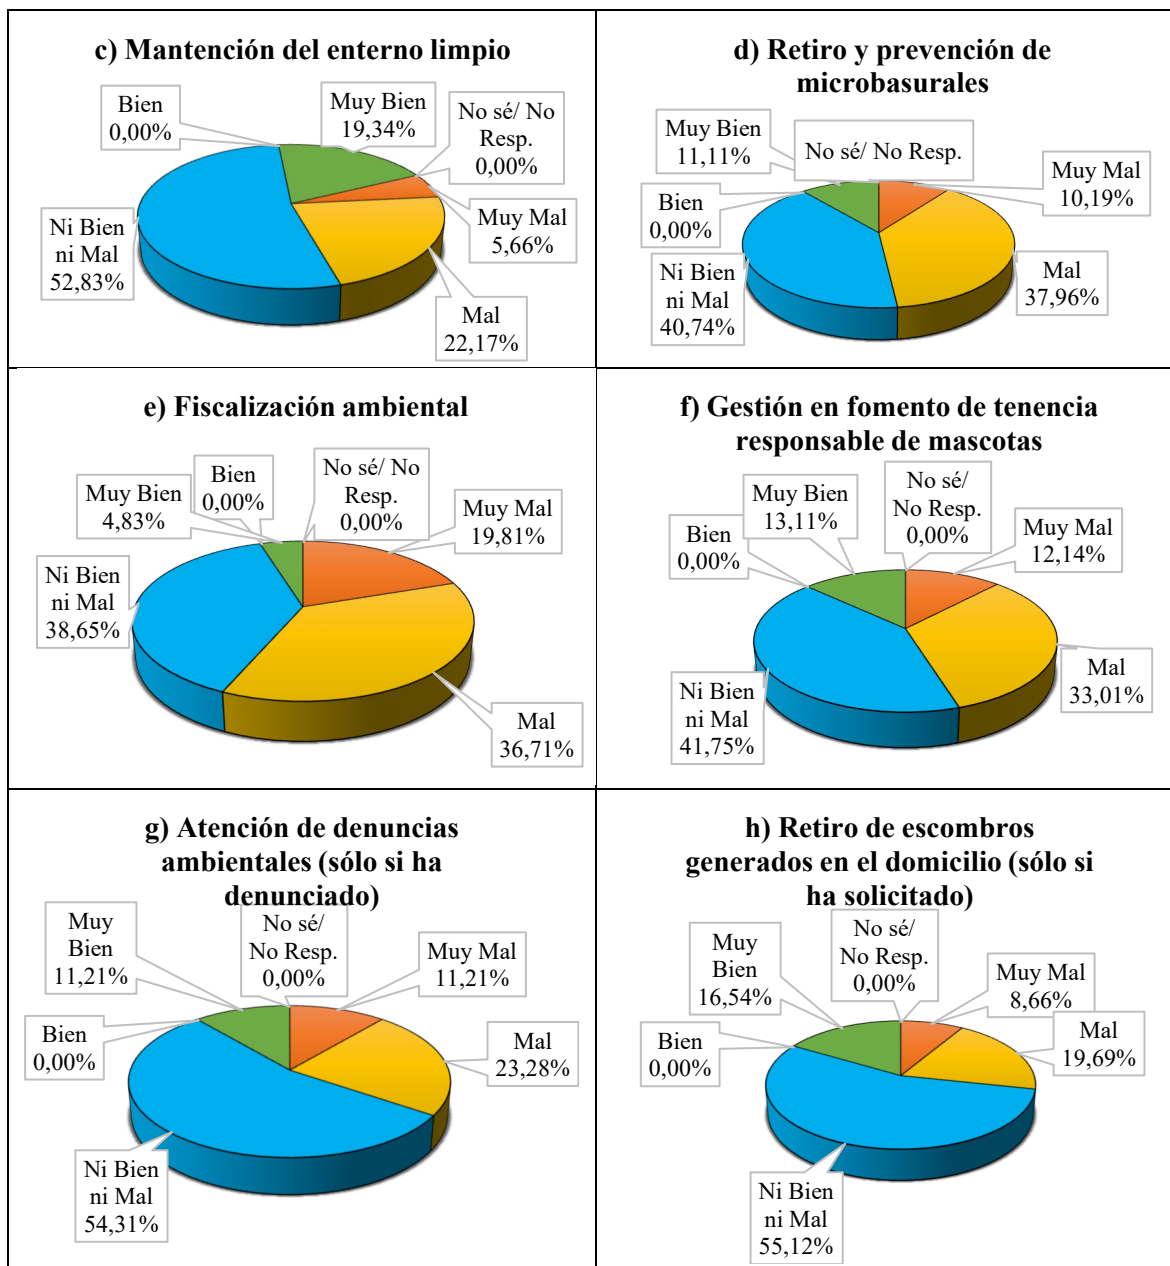 c) Mantención del enterno limpio
Bien
0,00%
Muy Bien
19,34%
No sé/ No
Resp.
0,00%
Muy Mal
5,66%
Mal
22,17%
Ni Bien
ni Mal
52,83%
d) Retiro y prevención de
microbasurales
Muy Bien
11,11%
No sé/ No Resp.
Muy Mal
10,19%
Bien
0,00%
Mal
37,96%
Ni Bien
ni Mal
40,74%
e) Fiscalización ambiental
Muy Bien
4,83%
Bien
0,00%
No sé/ No
Resp.
0,00%
Muy Mal
19,81%
Ni Bien
ni Mal
38,65%
Mal
36,71%
f) Gestión en fomento de tenencia
responsable de mascotas
Bien
0,00%
Muy Bien
13,11%
No sé/
No Resp.
0,00%
Muy Mal
12,14%
Mal
33,01%
Ni Bien
ni Mal
41,75%
g) Atención de denuncias
ambientales (sólo si ha
denunciado)
Muy
Bien
11,21%
No sé/
No Resp.
0,00%
Muy Mal
11,21%
Bien
0,00%
Mal
23,28%
Ni Bien
ni Mal
54,31%
h) Retiro de escombros
generados en el domicilio (sólo si
ha solicitado)
Muy
Bien
16,54%
No sé/
No Resp.
0,00%
Muy Mal
8,66%
Mal
19,69%
Bien
0,00%
Ni Bien
ni Mal
55,12%